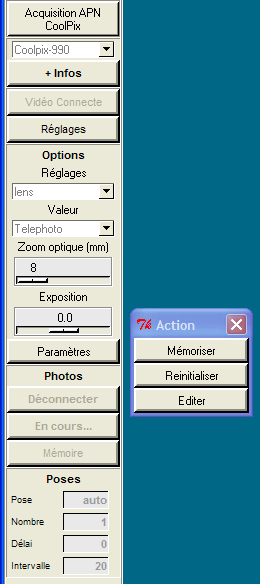 Acquisition APN
CoolPix
Coolpix-990
+ Infos
Vidéo Connecte
Réglages
Options
Réglages
lens
Valeur
Telephoto
Zoom optique (mm)
8
Exposition
0.0
Paramètres
Photos
Déconnecter
En cours...
Mémoire
Poses
Pose auto
Nombre 1
Délai 0
Intervalle 20
Action
Mémoriser
Reinitialiser
Editer